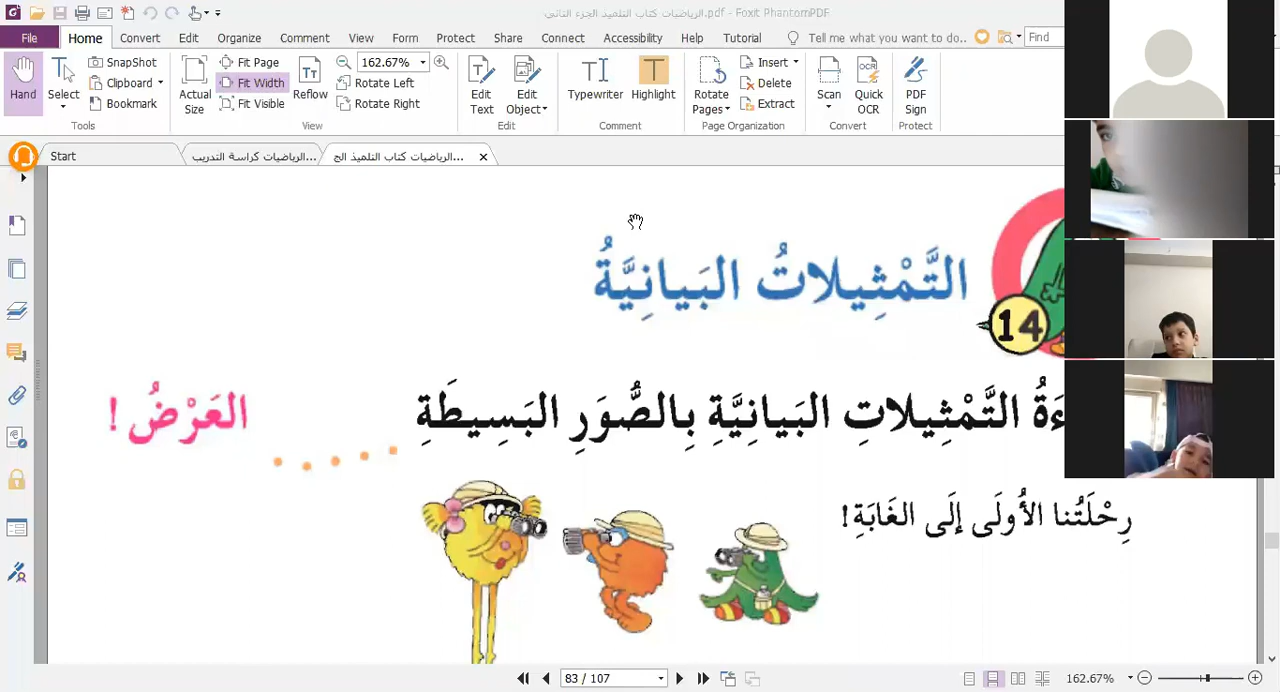 الرياضيات كتاب التلميذ الجزء الثاني.pdf - Foxit PhantomPDF
File Home Convert Edit Organize Comment View Form Protect Share Connect Accessibility Help Tutorial Tell me what you want to do.. Find
Hand
Select
SnapShot
Clipboard
Bookmark
Tools
Actual Size
Fit Page
Fit Width
Fit Visible
Reflow
162.67%
Rotate Left
Rotate Right
View
Edit Text
Edit Object
Edit
Typewriter
Highlight
Comment
Rotate Pages
Insert
Delete
Extract
Page Organization
Scan
Quick OCR
Convert
PDF Sign
Protect
Start
الرياضيات كراسة التدريب...
الرياضيات كتاب التلميذ الج...
التَّمْثِيلاتُ البَيانِيَّةُ
14
التَّمْثِيلاتِ البَيانِيَّةِ بِالصُّوَرِ البَسِيطَةِ
العَرْضُ!
رِحْلَتُنا الأُولَى إلَى الغَابَةِ!
83 / 107
162.67%